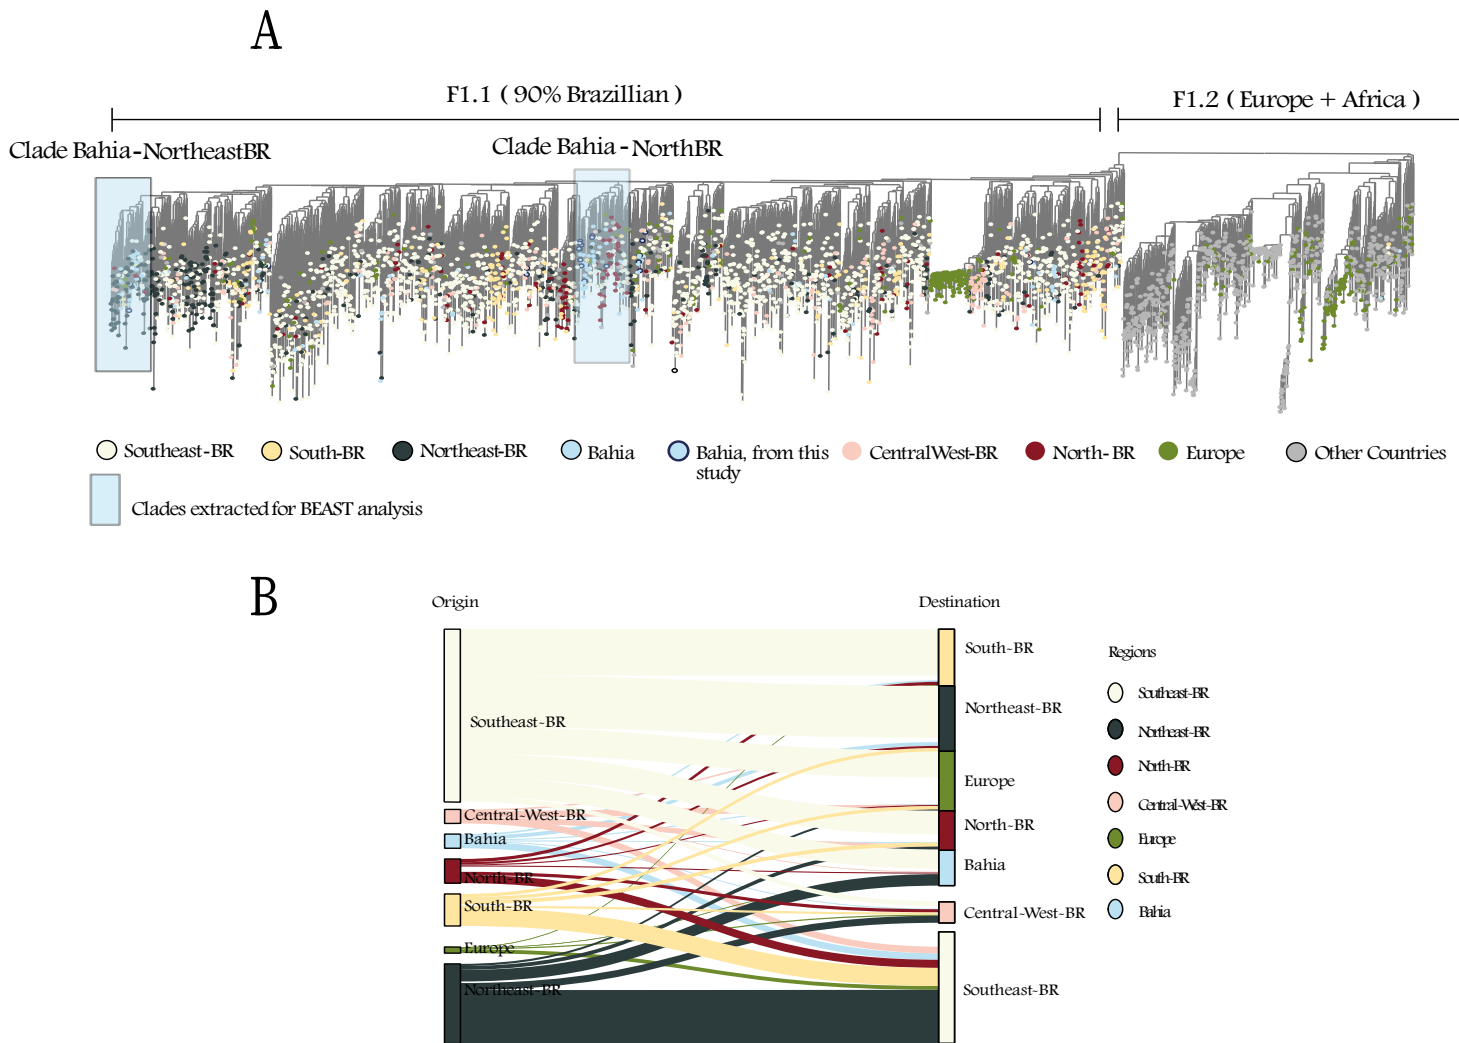 A
F1.1 ( 90% Brazillian )
F1.2 ( Europe + Africa )
Clade Bahia-NortheastBR
Clade Bahia - NorthBR
Southeast-BR
South-BR
Northeast-BR
Bahia
Bahia, from this
study
CentralWest-BR
North-BR
Europe
Other Countries
Clades extracted for BEAST analysis
B
Origin
Destination
Southeast-BR
Central-West-BR
Bahia
North-BR
South-BR
Europe
Northeast-BR
South-BR
Northeast-BR
Europe
North-BR
Bahia
Central-West-BR
Southeast-BR
Regions
Southeast-BR
Northeast-BR
North-BR
Central-West-BR
Europe
South-BR
Bahia